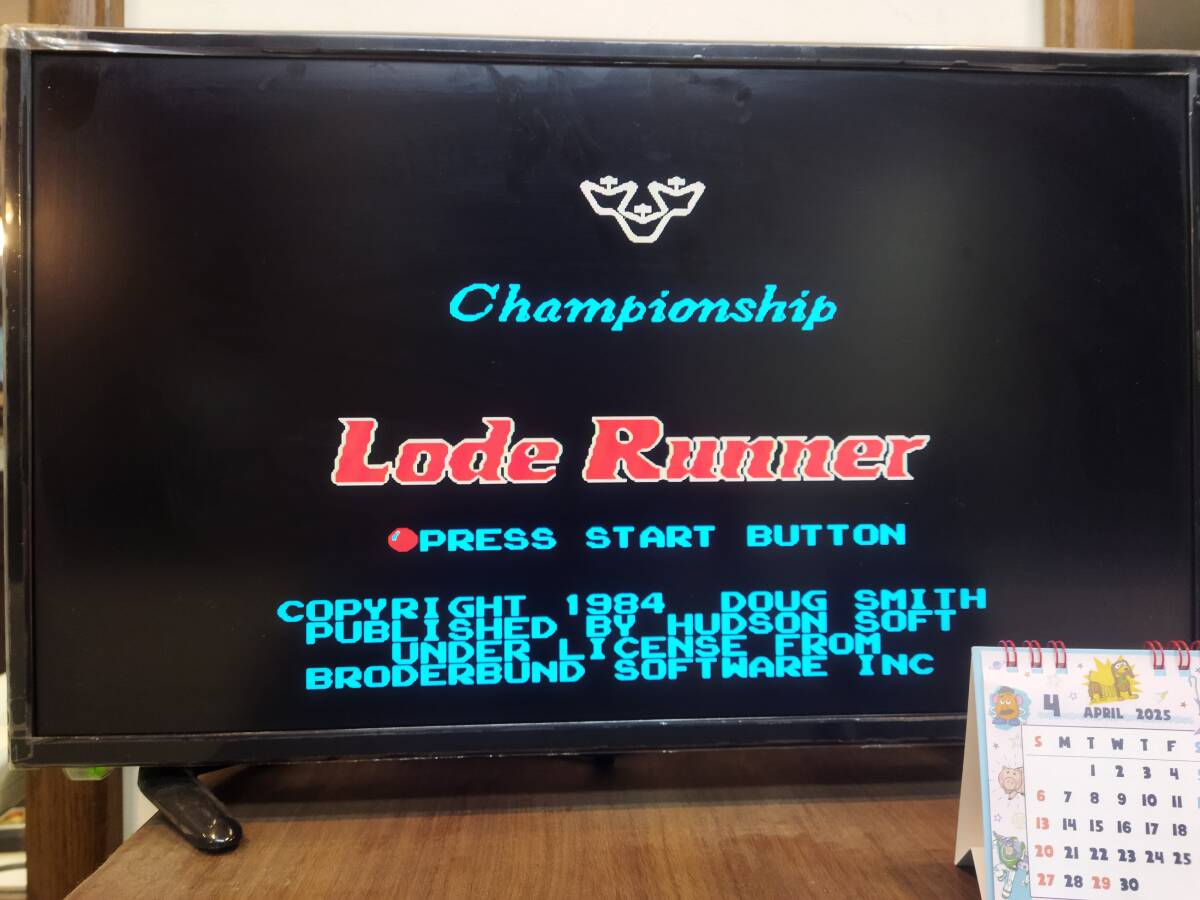 Championship
Lode Runner
PRESS START BUTTON
COPYRIGHT 1984 DOUG SMITH
PUBLISHED BY HUDSON SOFT
UNDER LICENSE FROM
BRODERBUND SOFTWARE INC
4 APRIL 2025
S M T W T F S
1 2 3 4
6 7 8 9 10 11
13 14 15 16 17 18
20 21 22 23 24 25
27 28 29 30